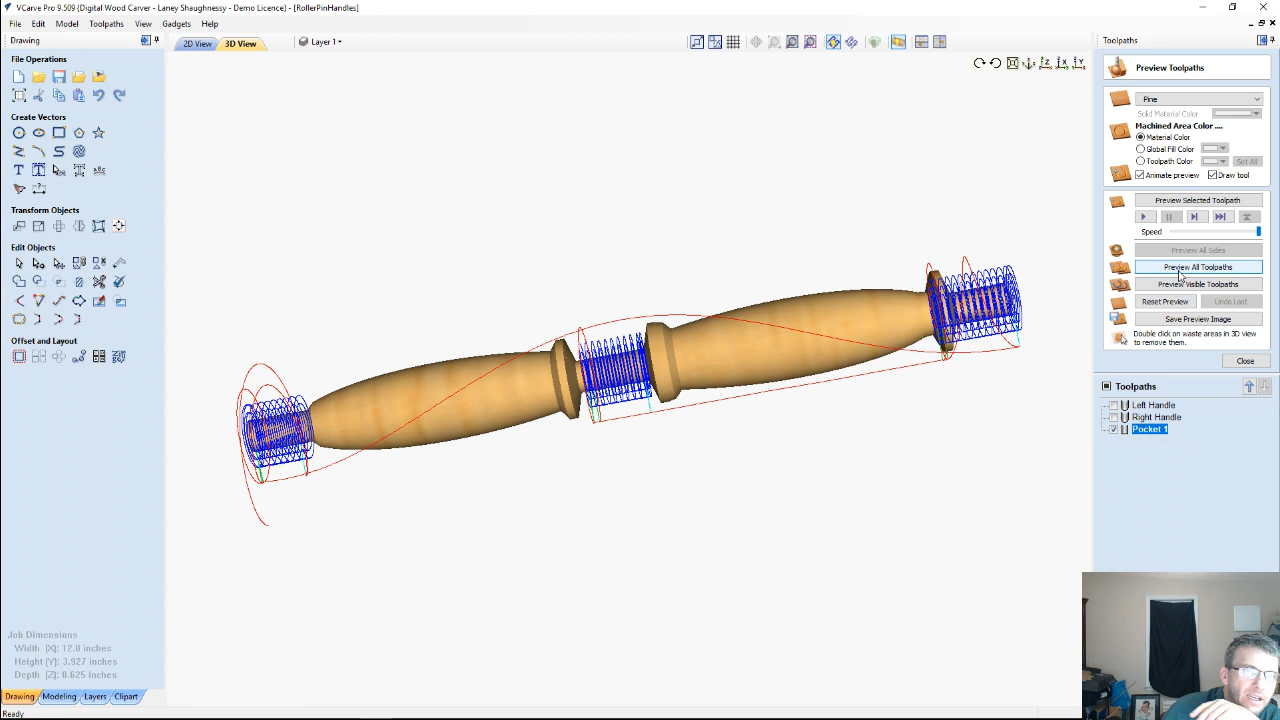 VCarve Pro 9.509 {Digital Wood Carver - Laney Shaughnessy - Demo Licence} - [RollerPinHandles]
File Edit Model Toolpaths View Gadgets Help
Drawing
2D View 3D View Layer 1
Toolpaths
File Operations
Create Vectors
Transform Objects
Edit Objects
Offset and Layout
Job Dimensions
Width (X): 12.0 inches
Height (Y): 3.927 inches
Depth (Z): 0.625 inches
Drawing Modeling Layers Clipart
Ready
Preview Toolpaths
Pine
Solid Material Color
Machined Area Color ....
Material Color
Global Fill Color
Toolpath Color Set All
Animate preview Draw tool
Preview Selected Toolpath
Speed
Preview All Sides
Preview All Toolpaths
Preview Visible Toolpaths
Reset Preview Undo Last
Save Preview Image
Double click on waste areas in 3D view
to remove them.
Close
Toolpaths
Left Handle
Right Handle
Pocket 1